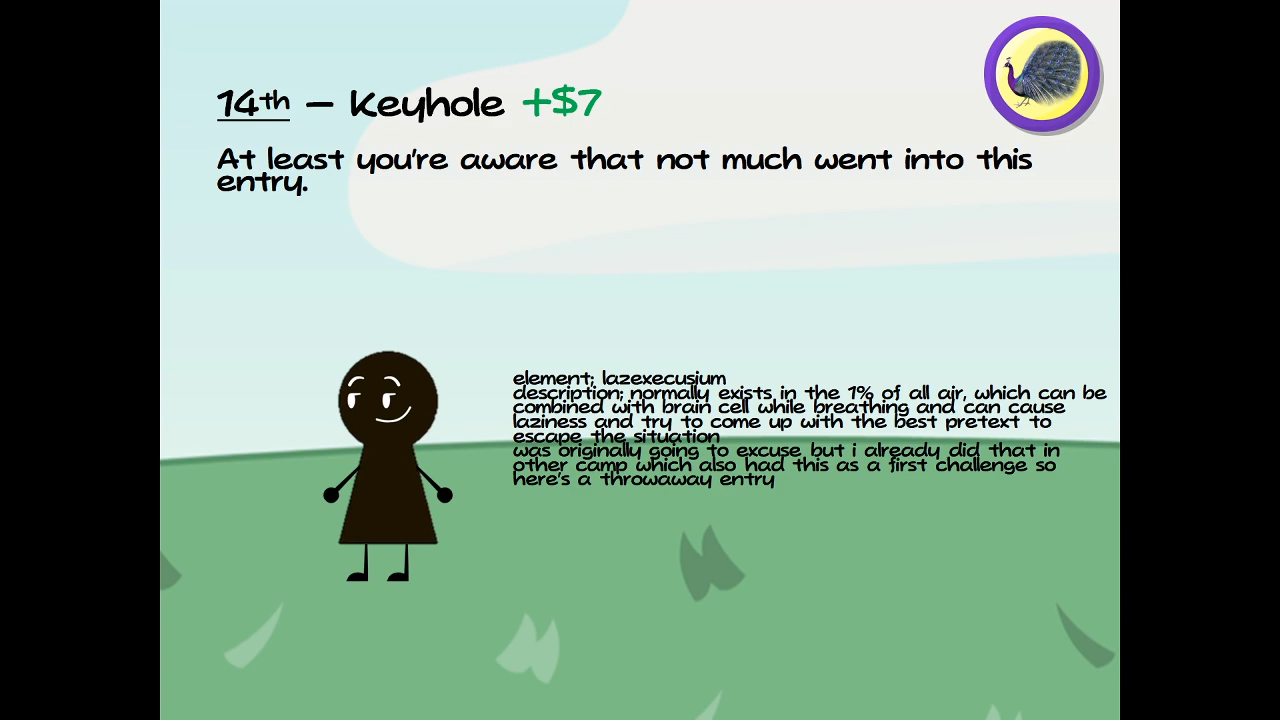 14th – Keyhole +$7
At least you're aware that not much went into this
entry.
element; lazexecusium
description; normally exists in the 1% of all air, which can be
combined with brain cell while breathing and can cause
laziness and try to come up with the best pretext to
escape the situation
was originally going to excuse but i already did that in
other camp which also had this as a first challenge so
here's a throwaway entry